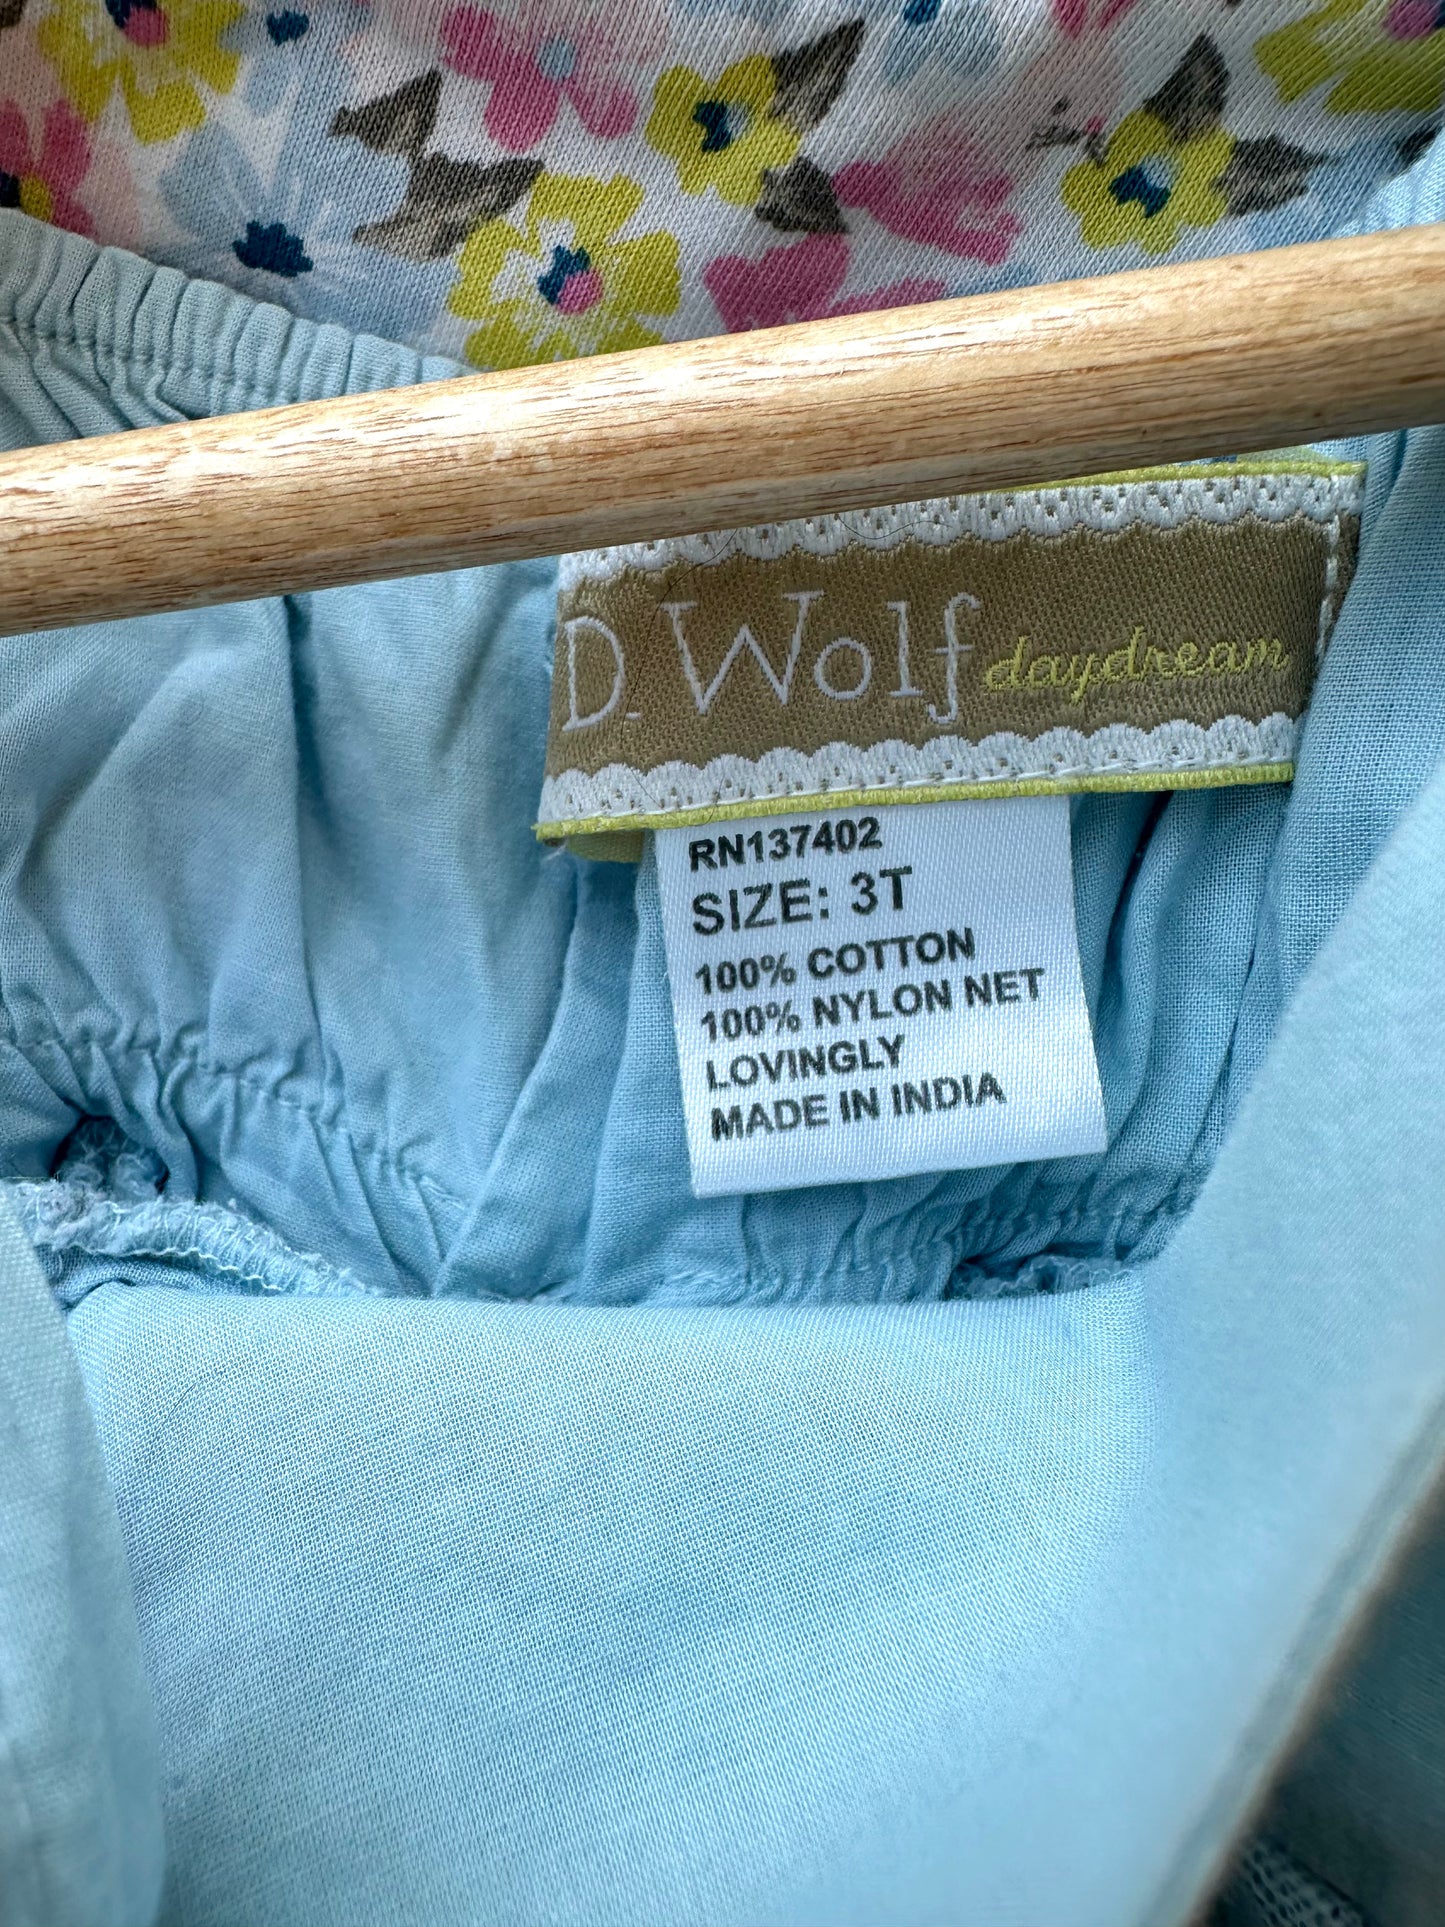 D. Wolf daydream
RN137402
SIZE: 3T
100% COTTON
100% NYLON NET
LOVINGLY
MADE IN INDIA